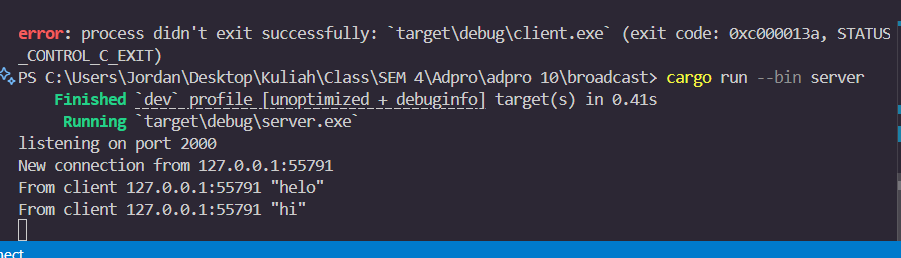 error: process didn't exit successfully: `target\debug\client.exe` (exit code: 0xc000013a, STATUS
_CONTROL_C_EXIT)
PS C:\Users\Jordan\Desktop\Kuliah\Class\SEM 4\Adpro\adpro 10\broadcast> cargo run --bin server
Finished `dev` profile [unoptimized + debuginfo] target(s) in 0.41s
Running `target\debug\server.exe`
listening on port 2000
New connection from 127.0.0.1:55791
From client 127.0.0.1:55791 "helo"
From client 127.0.0.1:55791 "hi"